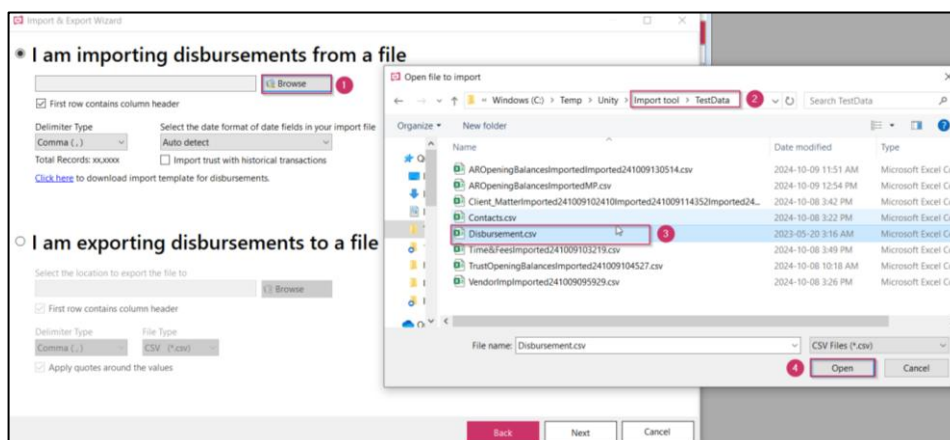 Import & Export Wizard
I am importing disbursements from a file
Browse
1
First row contains column header
Delimiter Type
Select the date format of date fields in your import file
Comma ( , )
Auto detect
Total Records: xx,xxxx
Import trust with historical transactions
Click here to download import template for disbursements.
I am exporting disbursements to a file
Select the location to export the file to
Browse
First row contains column header
Delimiter Type
File Type
Comma ( , )
CSV (*.csv)
Apply quotes around the values
Back
Next
Cancel
Open file to import
Windows (C:) > Temp > Unity > Import tool > TestData
2
Search TestData
Organize
New folder
Name
Date modified
Type
AROpeningBalancesImportedImported241009130514.csv
2024-10-09 11:51 AM
Microsoft Excel C
AROpeningBalancesImportedMP.csv
2024-10-09 12:54 PM
Microsoft Excel C
Client_MatterImported241009102410Imported241009114352Imported24...
2024-10-08 3:42 PM
Microsoft Excel C
Contacts.csv
2024-10-08 3:22 PM
Microsoft Excel C
Disbursement.csv
3
2023-05-20 3:16 AM
Microsoft Excel C
Time&FeesImported241009103219.csv
2024-10-08 3:49 PM
Microsoft Excel C
TrustOpeningBalancesImported241009104527.csv
2024-10-08 10:18 AM
Microsoft Excel C
VendorImpImported241009095929.csv
2024-10-08 3:26 PM
Microsoft Excel C
File name:
Disbursement.csv
CSV Files (*.csv)
4
Open
Cancel